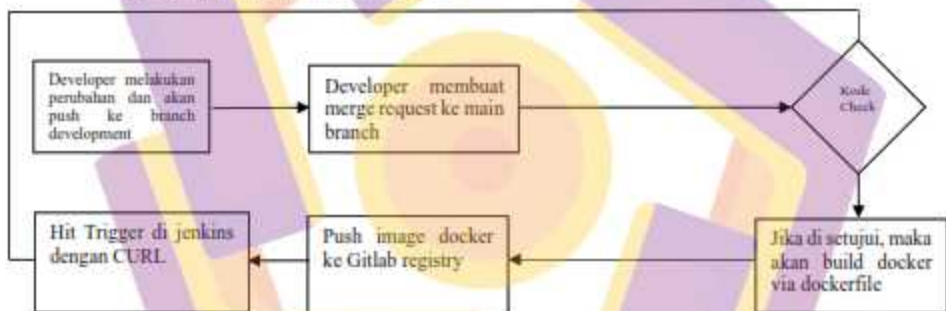 Developer melakukan
perubahan dan akan
push ke branch
development
Developer membuat
merge request ke main
branch
Kode
Check
Hit Trigger di jenkins
dengan CURL
Push image docker
ke Gitlab registry
Jika di setujui, maka
akan build docker
via dockerfile